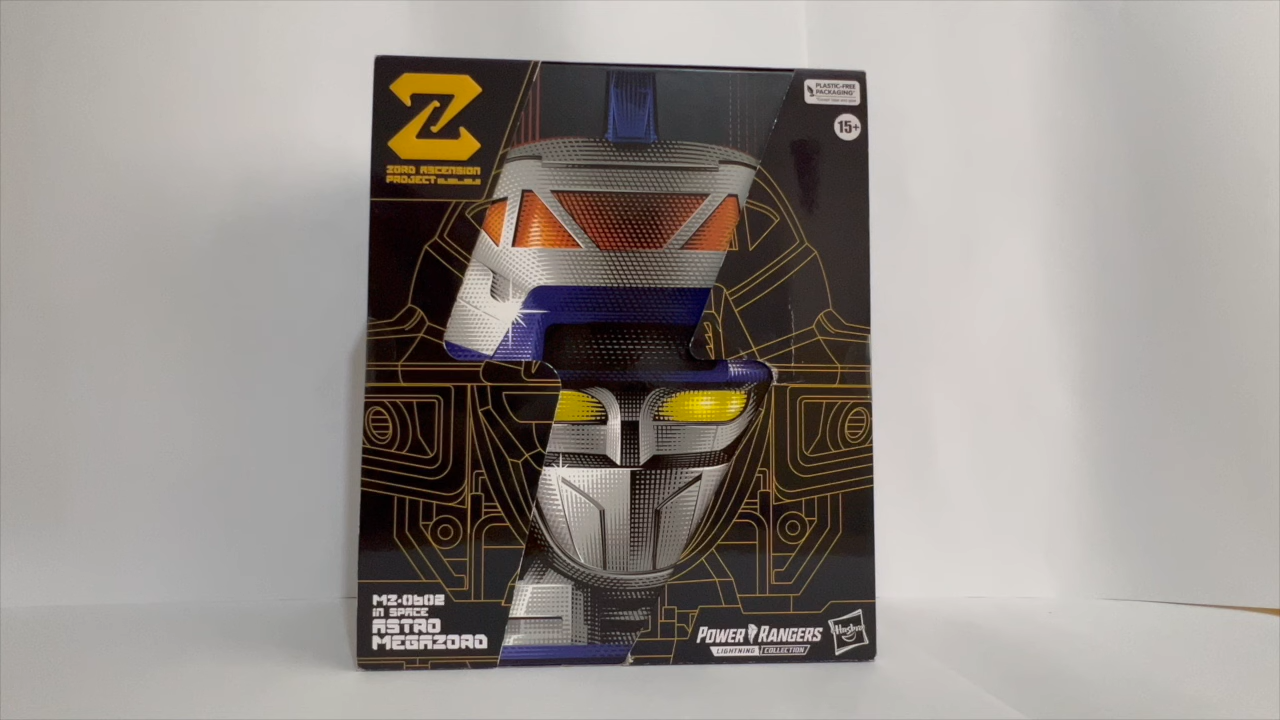 Z
ZORD ASCENSION
PROJECT
PLASTIC-FREE
PACKAGING
15+
MZ-0602
IN SPACE
ASTRO
MEGAZORD
POWER RANGERS
LIGHTNING COLLECTION
Hasbro